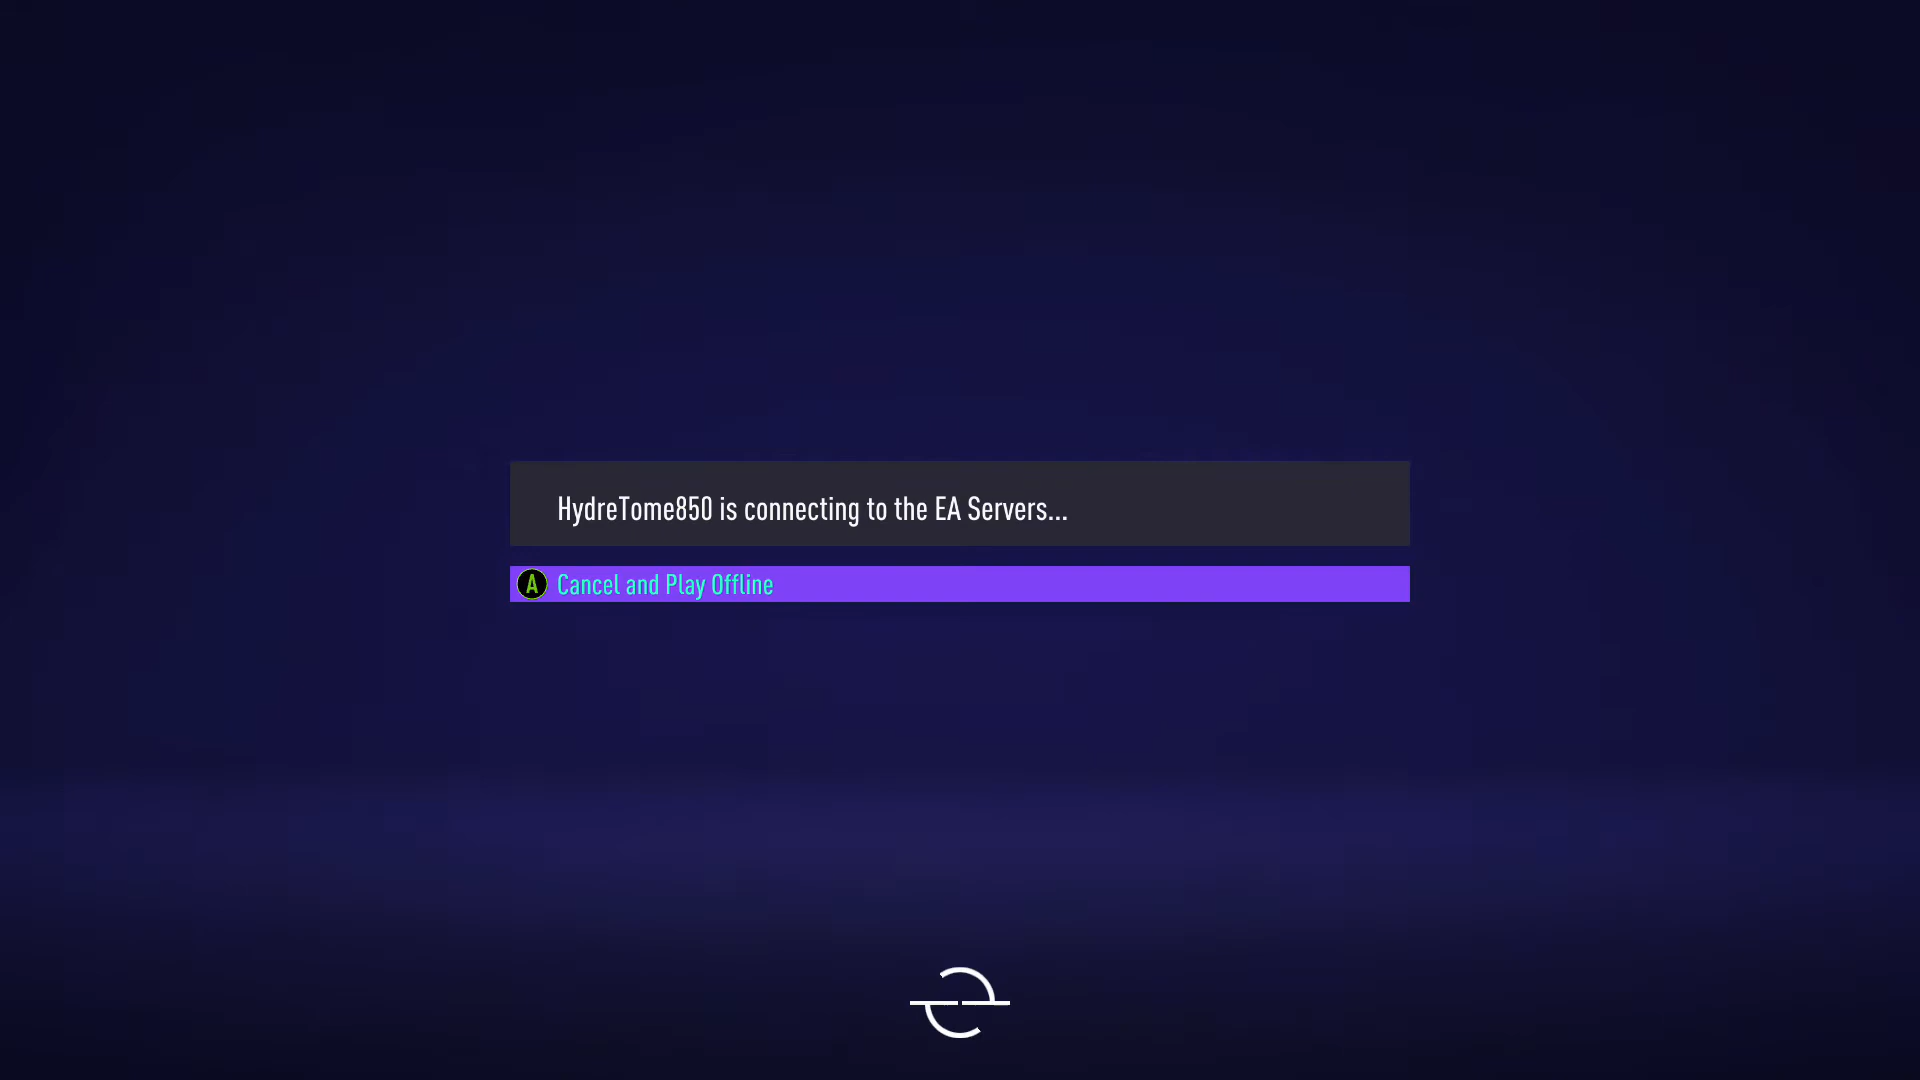 HydreTome850 is connecting to the EA Servers...
A Cancel and Play Offline